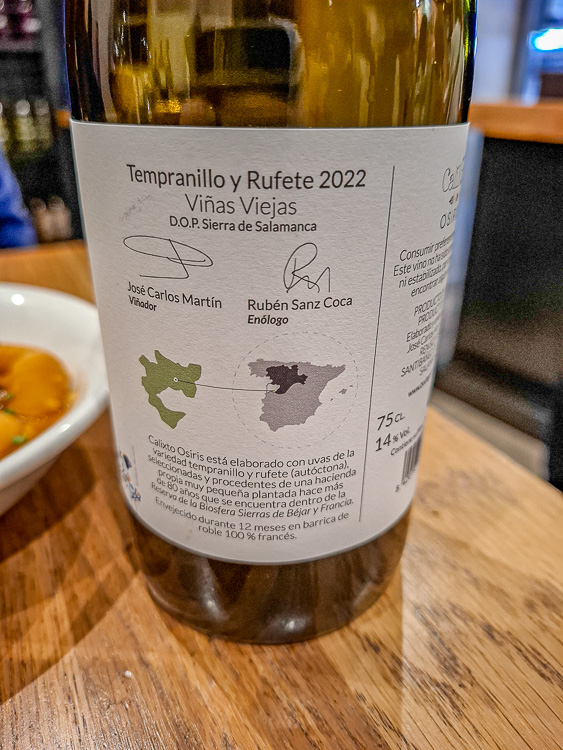 Tempranillo y Rufete 2022
Viñas Viejas
D.O.P. Sierra de Salamanca
José Carlos Martín
Viñador
Rubén Sanz Coca
Enólogo
Calixto Osiris está elaborado con uvas de la
variedad tempranillo y rufete (autóctona),
seleccionadas y procedentes de una hacienda
propia muy pequeña plantada hace más
de 80 años que se encuentra dentro de la
Reserva de la Biosfera Sierras de Béjar y Francia.
Envejecido durante 12 meses en barrica de
roble 100 % francés.
Consumir
Este vino no ha
ni
Elaborado
75 CL.
14 % Vol.